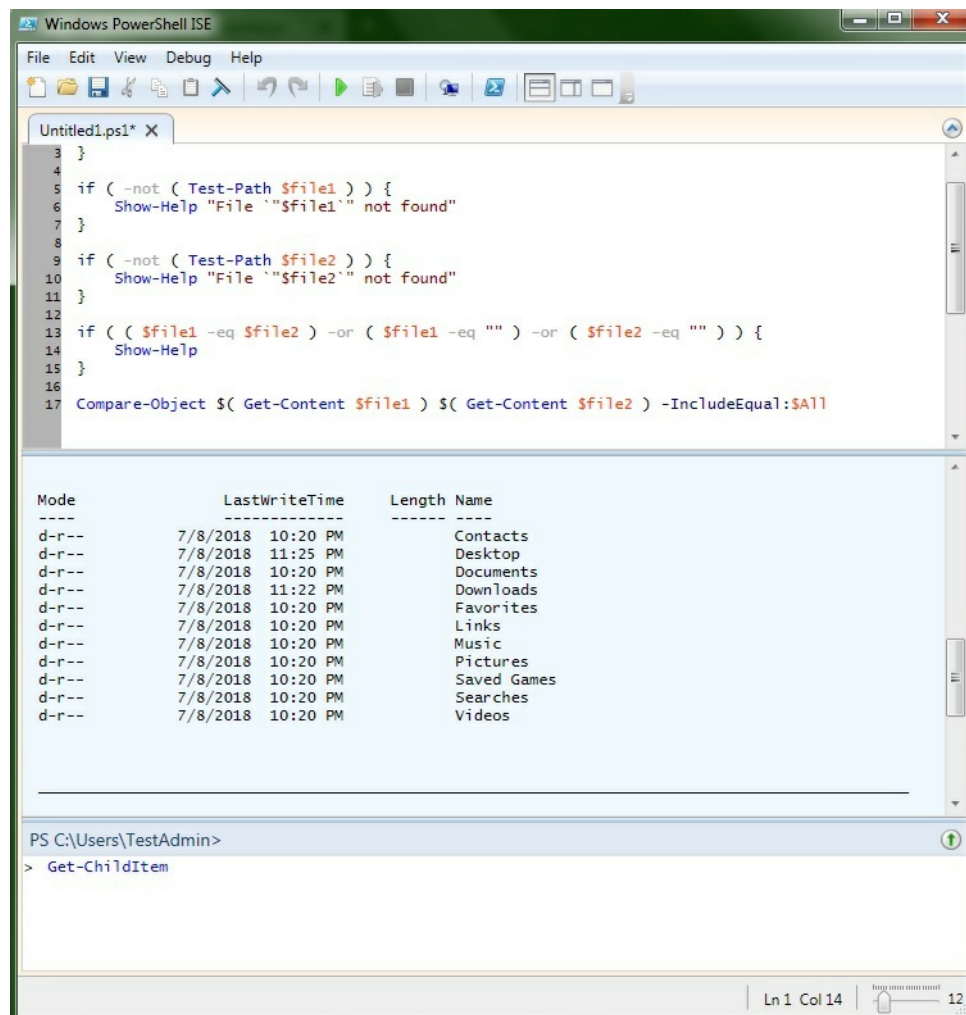 Windows PowerShell ISE
File Edit View Debug Help
Untitled1.ps1*
3 }
4
5 if ( -not ( Test-Path $file1 ) ) {
6 Show-Help "File `"$file1`" not found"
7 }
8
9 if ( -not ( Test-Path $file2 ) ) {
10 Show-Help "File `"$file2`" not found"
11 }
12
13 if ( ( $file1 -eq $file2 ) -or ( $file1 -eq "" ) -or ( $file2 -eq "" ) ) {
14 Show-Help
15 }
16
17 Compare-Object $( Get-Content $file1 ) $( Get-Content $file2 ) -IncludeEqual:$All
Mode LastWriteTime Length Name
---- ------------- ------ ----
d-r-- 7/8/2018 10:20 PM Contacts
d-r-- 7/8/2018 11:25 PM Desktop
d-r-- 7/8/2018 10:20 PM Documents
d-r-- 7/8/2018 11:22 PM Downloads
d-r-- 7/8/2018 10:20 PM Favorites
d-r-- 7/8/2018 10:20 PM Links
d-r-- 7/8/2018 10:20 PM Music
d-r-- 7/8/2018 10:20 PM Pictures
d-r-- 7/8/2018 10:20 PM Saved Games
d-r-- 7/8/2018 10:20 PM Searches
d-r-- 7/8/2018 10:20 PM Videos
PS C:\Users\TestAdmin>
> Get-ChildItem
Ln 1 Col 14 12